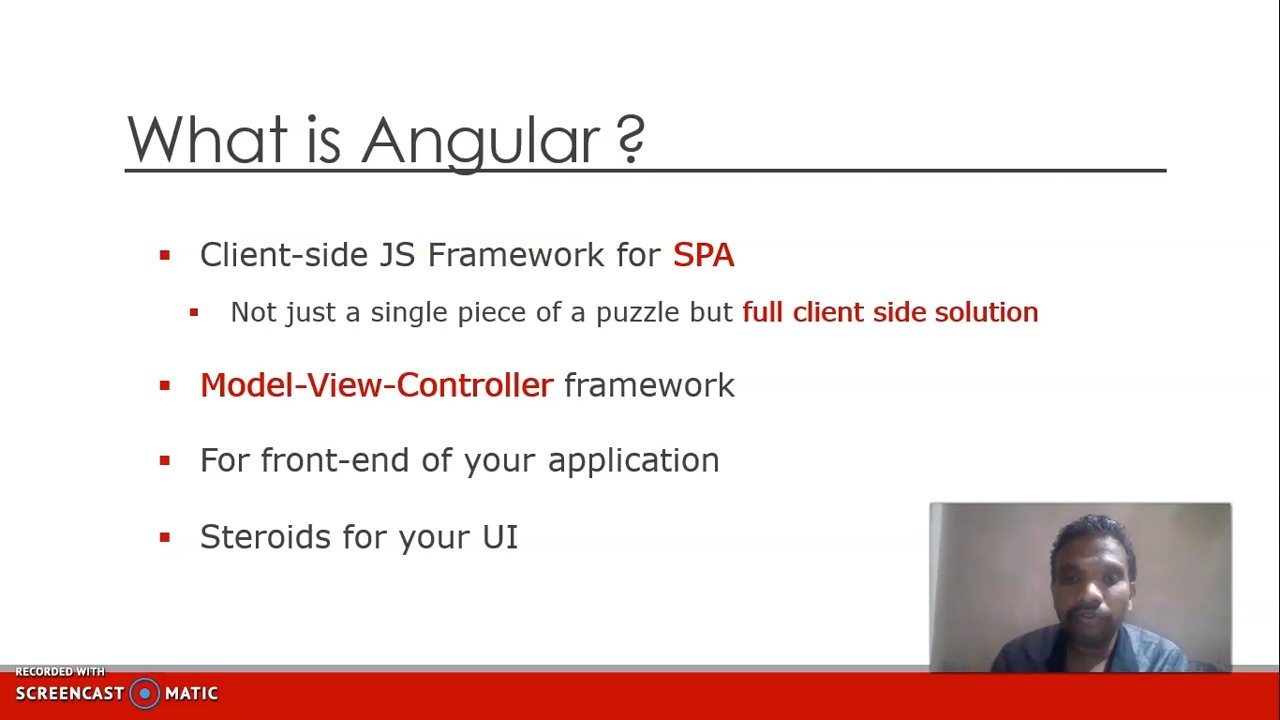 What is Angular ?
Client-side JS Framework for SPA
Not just a single piece of a puzzle but full client side solution
Model-View-Controller framework
For front-end of your application
Steroids for your UI
RECORDED WITH
SCREENCAST MATIC